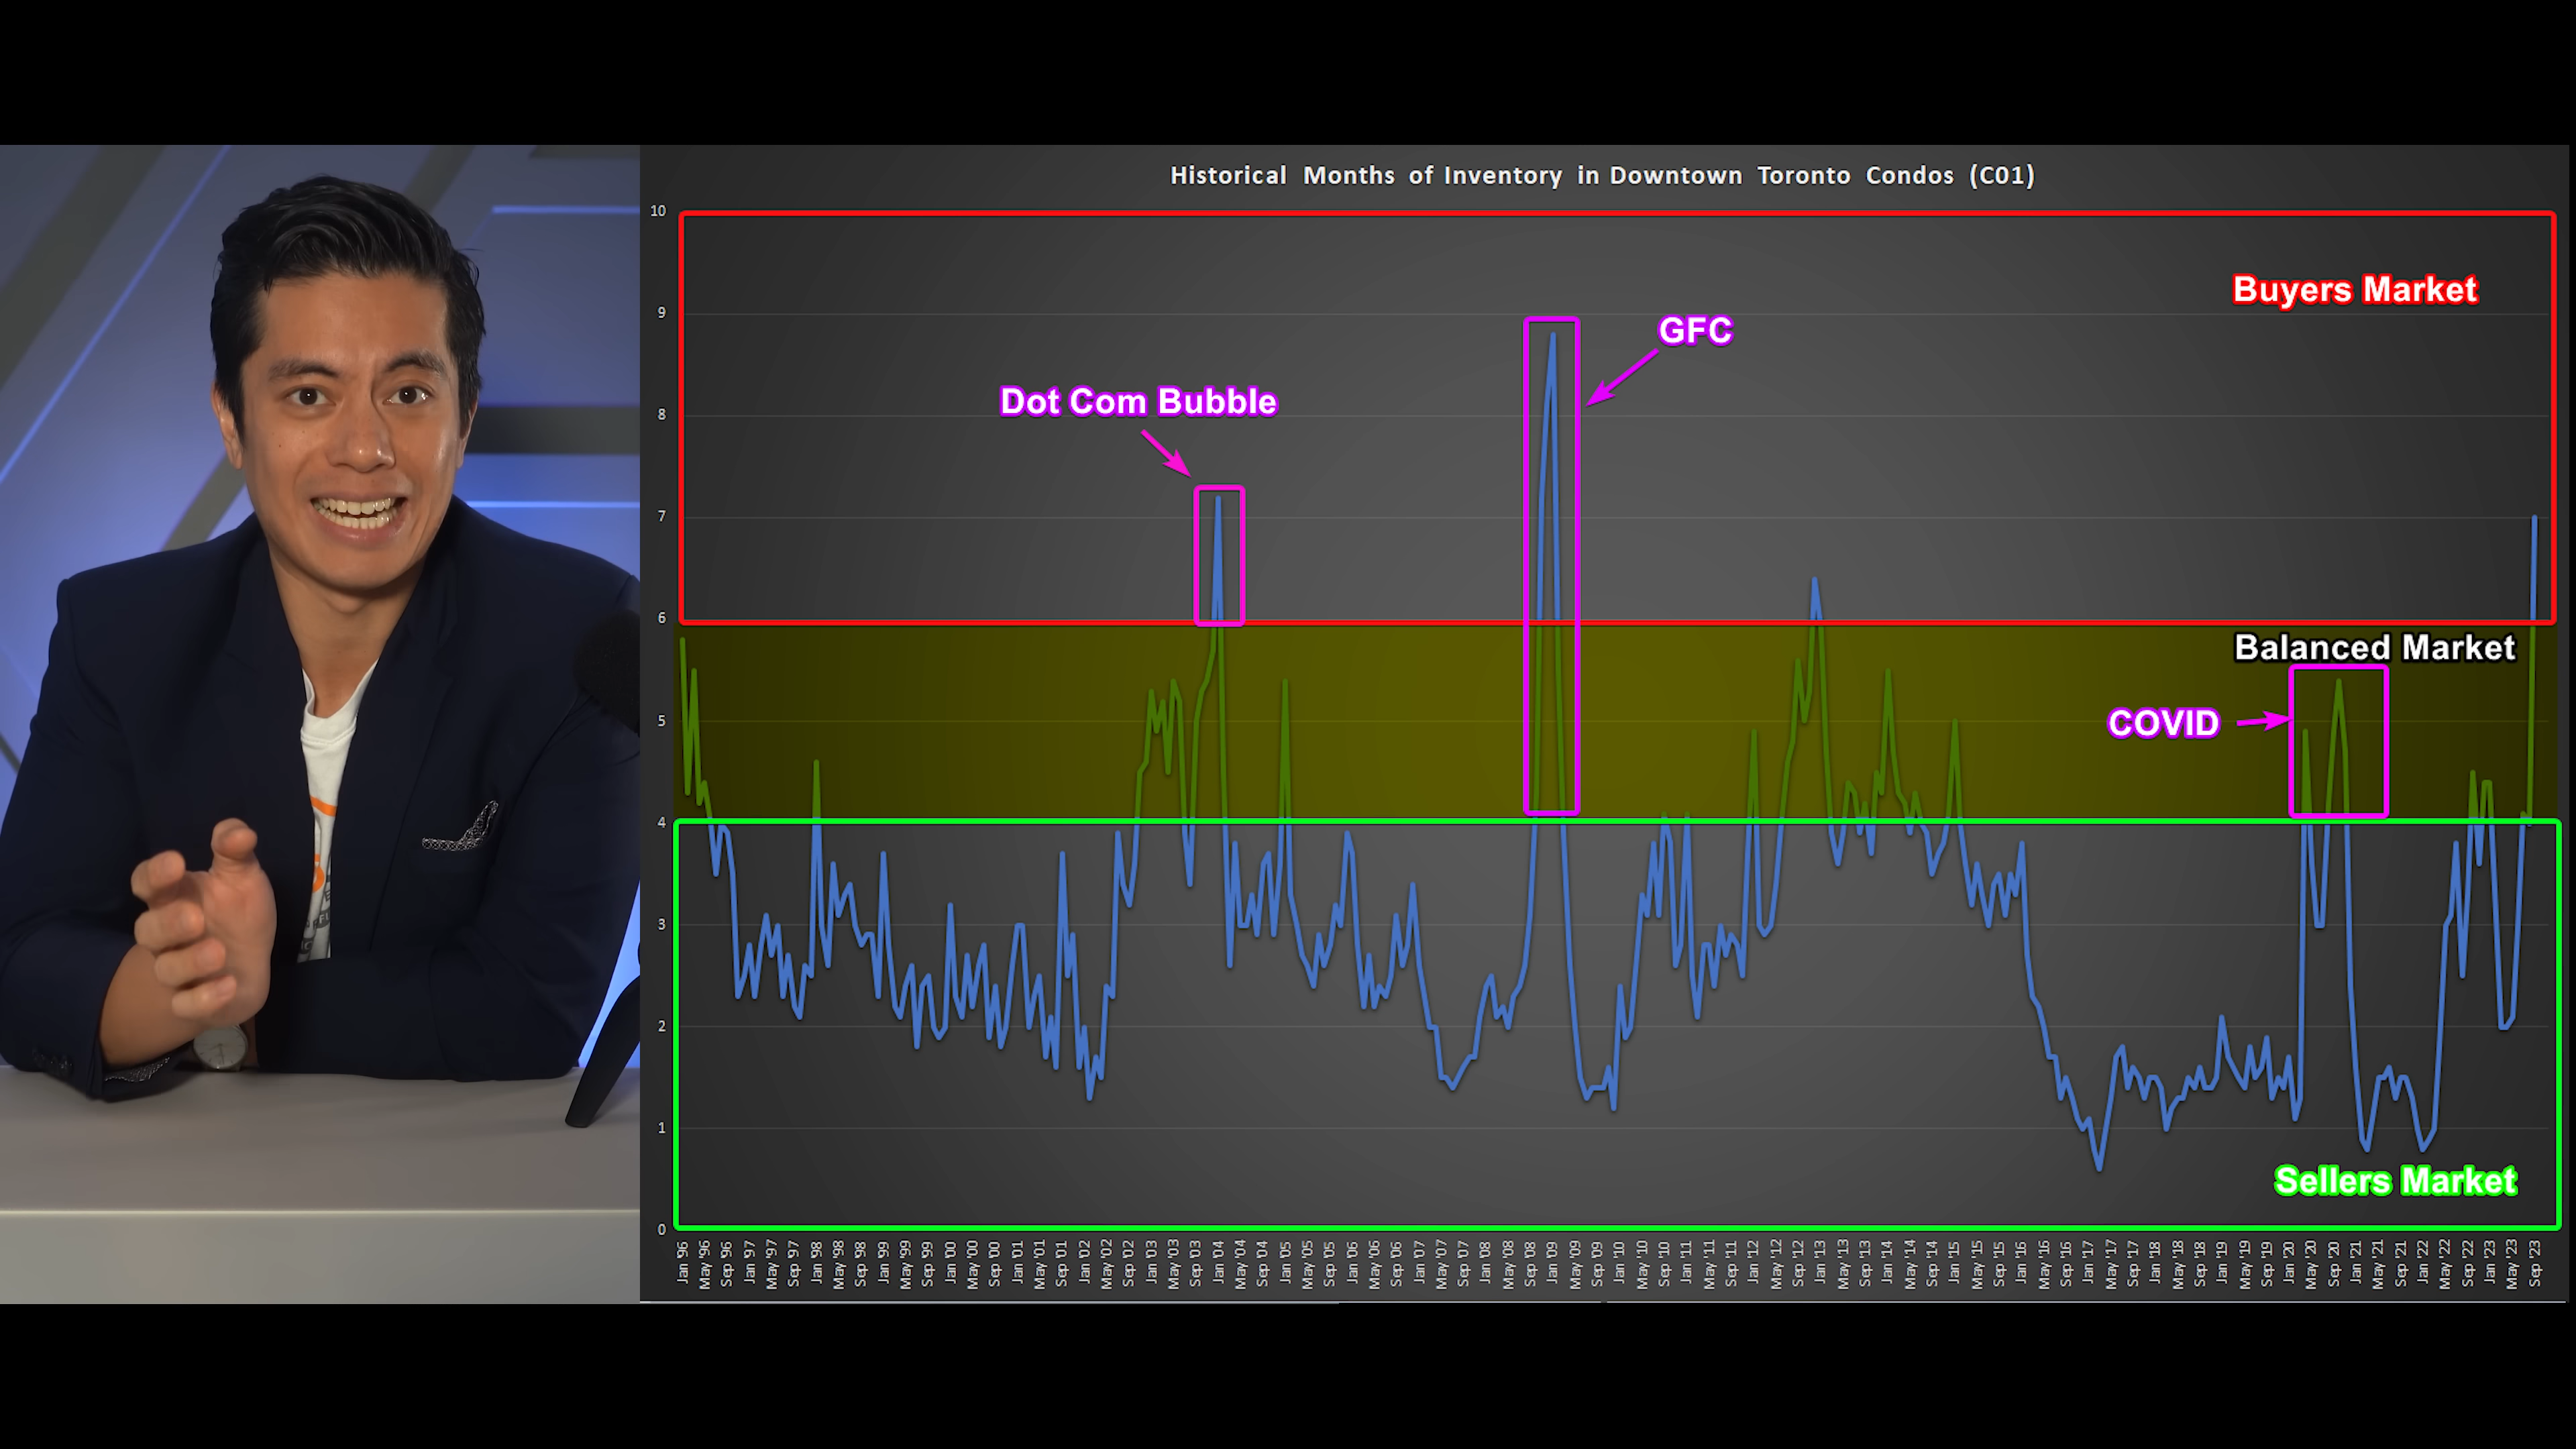 Historical Months of Inventory in Downtown Toronto Condos (C01)
10
9
8
7
6
5
4
3
2
1
0
Buyers Market
GFC
Dot Com Bubble
Balanced Market
COVID
Sellers Market
Jan '96
May '96
Sep '96
Jan '97
May '97
Sep '97
Jan '98
May '98
Sep '98
Jan '99
May '99
Sep '99
Jan '00
May '00
Sep '00
Jan '01
May '01
Sep '01
Jan '02
May '02
Sep '02
Jan '03
May '03
Sep '03
Jan '04
May '04
Sep '04
Jan '05
May '05
Sep '05
Jan '06
May '06
Sep '06
Jan '07
May '07
Sep '07
Jan '08
May '08
Sep '08
Jan '09
May '09
Sep '09
Jan '10
May '10
Sep '10
Jan '11
May '11
Sep '11
Jan '12
May '12
Sep '12
Jan '13
May '13
Sep '13
Jan '14
May '14
Sep '14
Jan '15
May '15
Sep '15
Jan '16
May '16
Sep '16
Jan '17
May '17
Sep '17
Jan '18
May '18
Sep '18
Jan '19
May '19
Sep '19
Jan '20
May '20
Sep '20
Jan '21
May '21
Sep '21
Jan '22
May '22
Sep '22
Jan '23
May '23
Sep '23